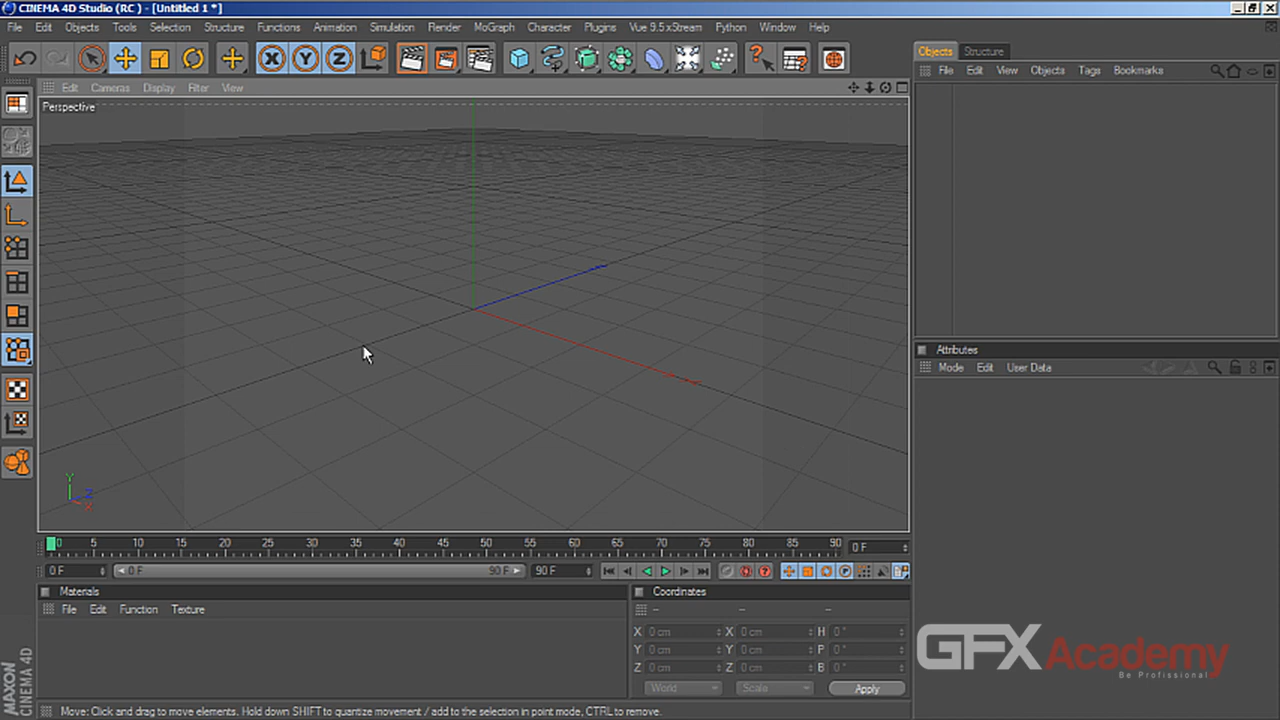 CINEMA 4D Studio (RC) - [Untitled 1 *]
File Edit Objects Tools Selection Structure Functions Animation Simulation Render MoGraph Character Plugins Vue 9.5 xStream Python Window Help
X Y Z
Objects Structure
File Edit View Objects Tags Bookmarks
Edit Cameras Display Filter View
Perspective
Attributes
Mode Edit User Data
Y
Z
X
0 5 10 15 20 25 30 35 40 45 50 55 60 65 70 75 80 85 90 0 F
0 F 0 F 90 F 90 F
Materials
File Edit Function Texture
Coordinates
-- -- --
X 0 cm X 0 cm H 0 °
Y 0 cm Y 0 cm P 0 °
Z 0 cm Z 0 cm B 0 °
World Scale Apply
GFXAcademy
Be Profissional
MAXON
CINEMA 4D
Move: Click and drag to move elements. Hold down SHIFT to quantize movement / add to the selection in point mode, CTRL to remove.